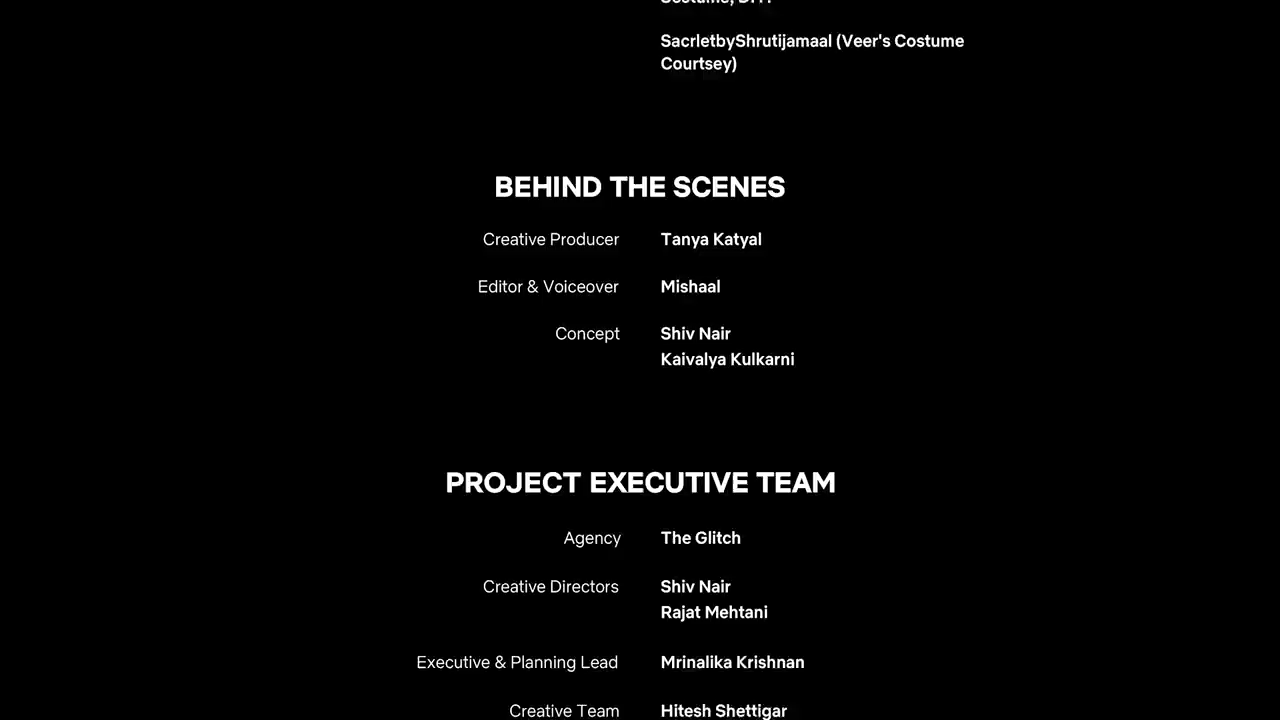 SacrletbyShrutijamaal (Veer's Costume
Courtsey)
BEHIND THE SCENES
Creative Producer Tanya Katyal
Editor & Voiceover Mishaal
Concept Shiv Nair
Kaivalya Kulkarni
PROJECT EXECUTIVE TEAM
Agency The Glitch
Creative Directors Shiv Nair
Rajat Mehtani
Executive & Planning Lead Mrinalika Krishnan
Creative Team Hitesh Shettigar